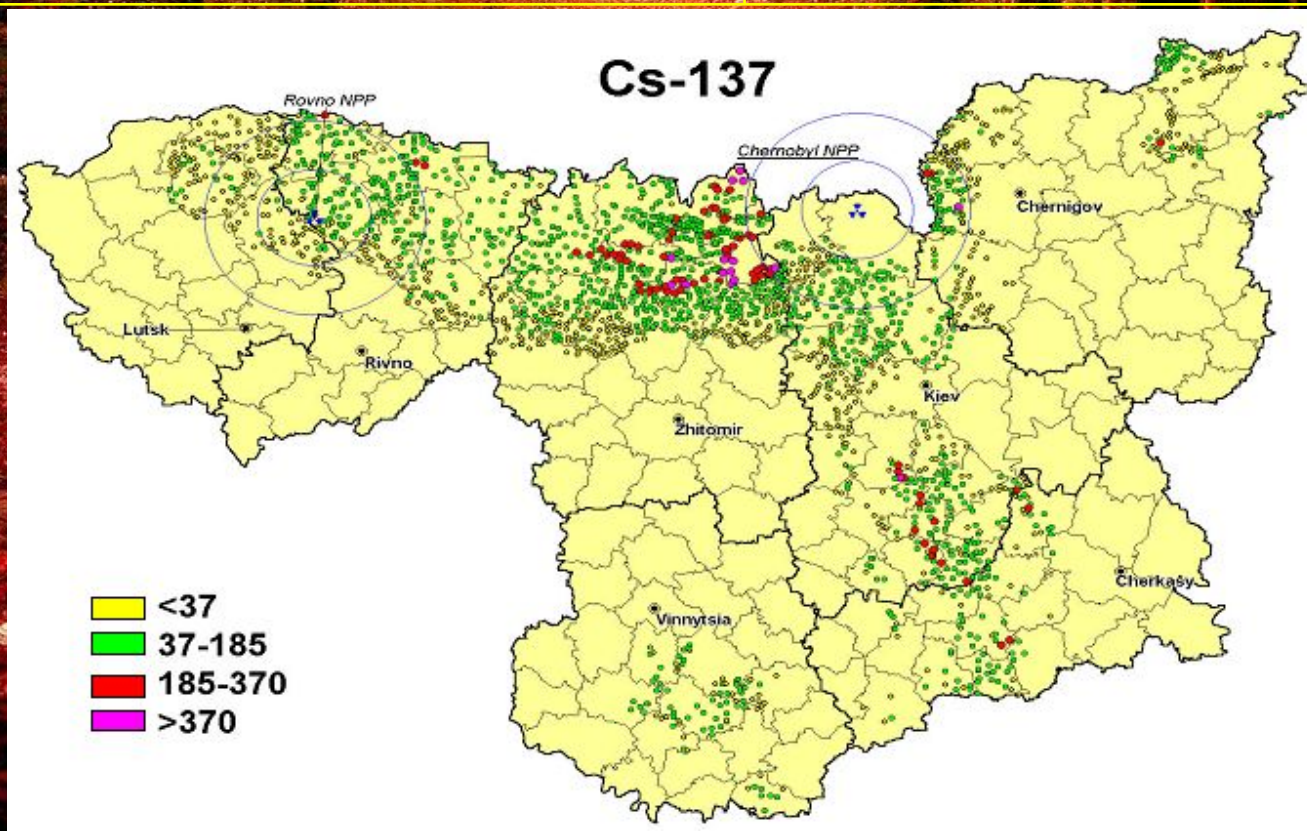 Cs-137
Rovno NPP
Chernobyl NPP
Chernigov
Lutsk
Rivno
Kiev
Zhitomir
Cherkasy
Vinnytsia
<37
37-185
185-370
>370